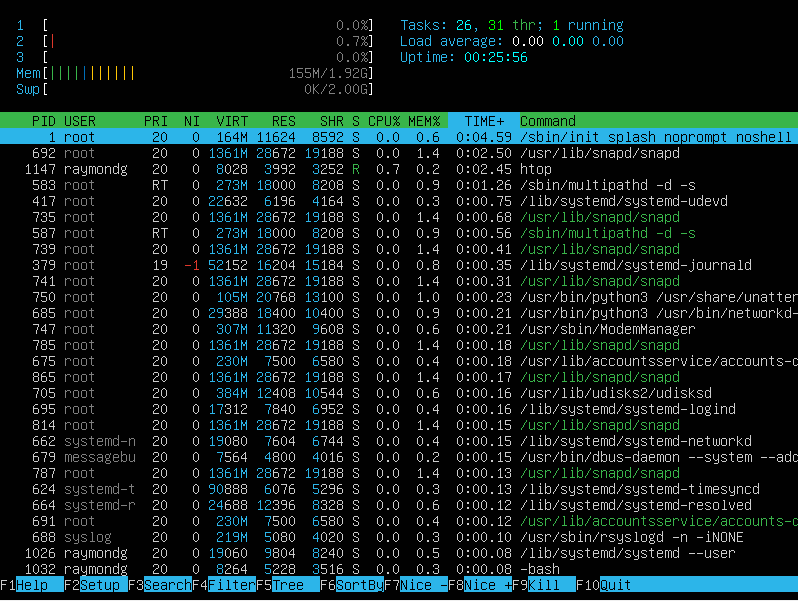 1 [ 0.0%] Tasks: 26, 31 thr; 1 running
2 [| 0.7%] Load average: 0.00 0.00 0.00
3 [ 0.0%] Uptime: 00:25:56
Mem[||||||||||||| 155M/1.92G]
Swp[ 0K/2.00G]
PID USER PRI NI VIRT RES SHR S CPU% MEM% TIME+ Command
1 root 20 0 164M 11624 8592 S 0.0 0.6 0:04.59 /sbin/init splash noprompt noshell
692 root 20 0 1361M 28672 19188 S 0.0 1.4 0:02.50 /usr/lib/snapd/snapd
1147 raymondg 20 0 8028 3992 3252 R 0.7 0.2 0:02.45 htop
583 root RT 0 273M 18000 8208 S 0.0 0.9 0:01.26 /sbin/multipathd -d -s
417 root 20 0 22632 6196 4164 S 0.0 0.3 0:00.75 /lib/systemd/systemd-udevd
735 root 20 0 1361M 28672 19188 S 0.0 1.4 0:00.68 /usr/lib/snapd/snapd
587 root RT 0 273M 18000 8208 S 0.0 0.9 0:00.56 /sbin/multipathd -d -s
739 root 20 0 1361M 28672 19188 S 0.0 1.4 0:00.41 /usr/lib/snapd/snapd
379 root 19 -1 52152 16204 15184 S 0.0 0.8 0:00.35 /lib/systemd/systemd-journald
741 root 20 0 1361M 28672 19188 S 0.0 1.4 0:00.31 /usr/lib/snapd/snapd
750 root 20 0 105M 20768 13100 S 0.0 1.0 0:00.23 /usr/bin/python3 /usr/share/unatten
685 root 20 0 29388 18400 10400 S 0.0 0.9 0:00.21 /usr/bin/python3 /usr/bin/networkd-
747 root 20 0 307M 11320 9608 S 0.0 0.6 0:00.21 /usr/sbin/ModemManager
785 root 20 0 1361M 28672 19188 S 0.0 1.4 0:00.18 /usr/lib/snapd/snapd
675 root 20 0 230M 7500 6580 S 0.0 0.4 0:00.18 /usr/lib/accountsservice/accounts-d
865 root 20 0 1361M 28672 19188 S 0.0 1.4 0:00.17 /usr/lib/snapd/snapd
705 root 20 0 384M 12408 10544 S 0.0 0.6 0:00.16 /usr/lib/udisks2/udisksd
695 root 20 0 17312 7840 6952 S 0.0 0.4 0:00.16 /lib/systemd/systemd-logind
814 root 20 0 1361M 28672 19188 S 0.0 1.4 0:00.15 /usr/lib/snapd/snapd
662 systemd-n 20 0 19080 7604 6744 S 0.0 0.4 0:00.15 /lib/systemd/systemd-networkd
679 messagebu 20 0 7564 4800 4016 S 0.0 0.2 0:00.15 /usr/bin/dbus-daemon --system --add
787 root 20 0 1361M 28672 19188 S 0.0 1.4 0:00.13 /usr/lib/snapd/snapd
624 systemd-t 20 0 90888 6076 5296 S 0.0 0.3 0:00.13 /lib/systemd/systemd-timesyncd
664 systemd-r 20 0 24688 12396 8328 S 0.0 0.6 0:00.12 /lib/systemd/systemd-resolved
691 root 20 0 230M 7500 6580 S 0.0 0.4 0:00.12 /usr/lib/accountsservice/accounts-d
688 syslog 20 0 219M 5080 4020 S 0.0 0.3 0:00.10 /usr/sbin/rsyslogd -n -iNONE
1026 raymondg 20 0 19060 9804 8240 S 0.0 0.5 0:00.08 /lib/systemd/systemd --user
1032 raymondg 20 0 8264 5228 3516 S 0.0 0.3 0:00.08 -bash
F1Help F2Setup F3SearchF4FilterF5Tree F6SortByF7Nice -F8Nice +F9Kill F10Quit